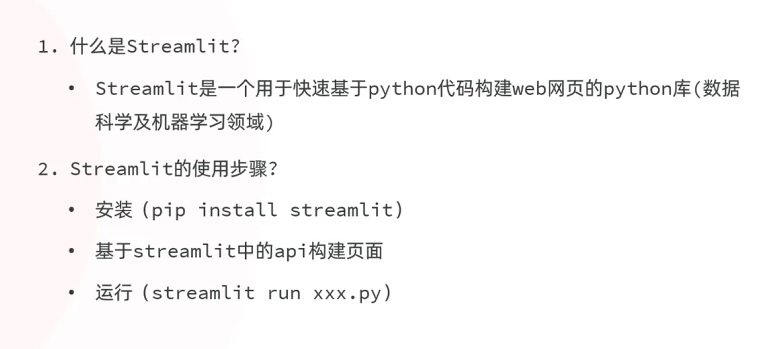 1. 什么是Streamlit?
• Streamlit是一个用于快速基于python代码构建web网页的python库(数据
科学及机器学习领域)
2. Streamlit的使用步骤?
• 安装 (pip install streamlit)
• 基于streamlit中的api构建页面
• 运行 (streamlit run xxx.py)